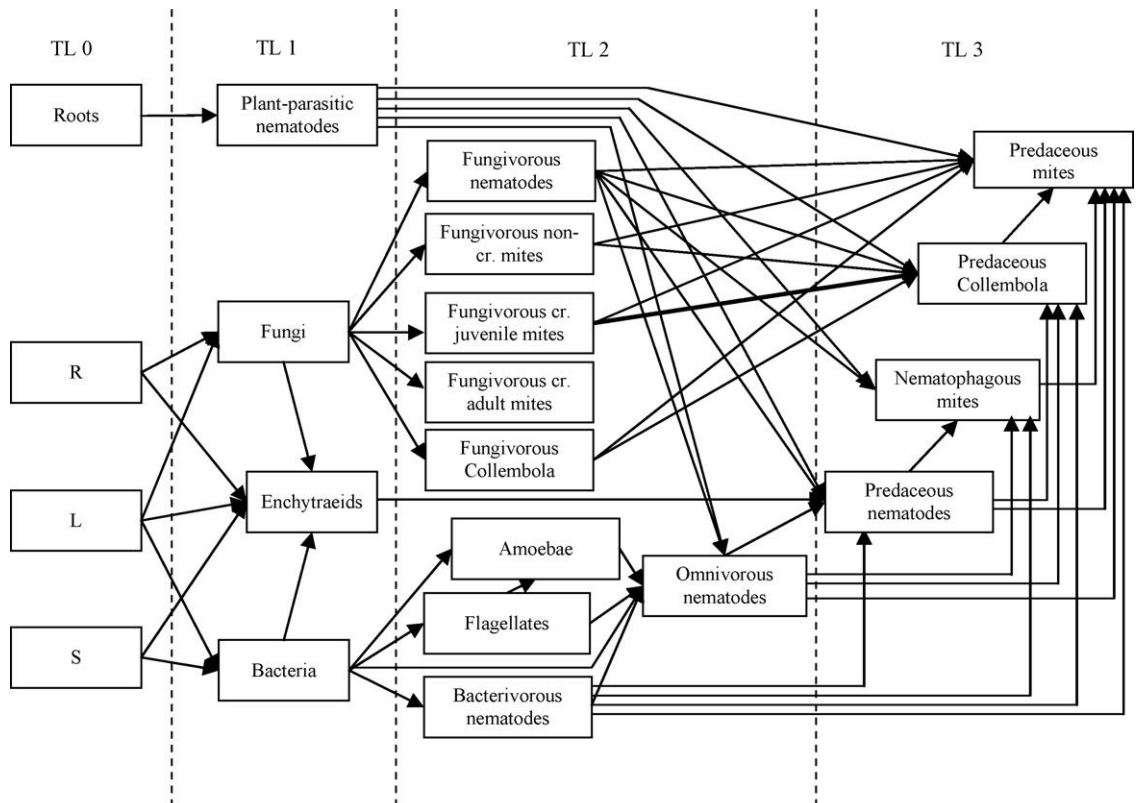 TL 0
TL 1
TL 2
TL 3
Roots
Plant-parasitic
nematodes
Predaceous
mites
Fungivorous
nematodes
Fungivorous non-
cr. mites
Predaceous
Collembola
Fungi
Fungivorous cr.
juvenile mites
R
Fungivorous cr.
adult mites
Nematophagous
mites
Fungivorous
Collembola
L
Enchytraeids
Predaceous
nematodes
Amoebae
Omnivorous
nematodes
Flagellates
S
Bacteria
Bacterivorous
nematodes